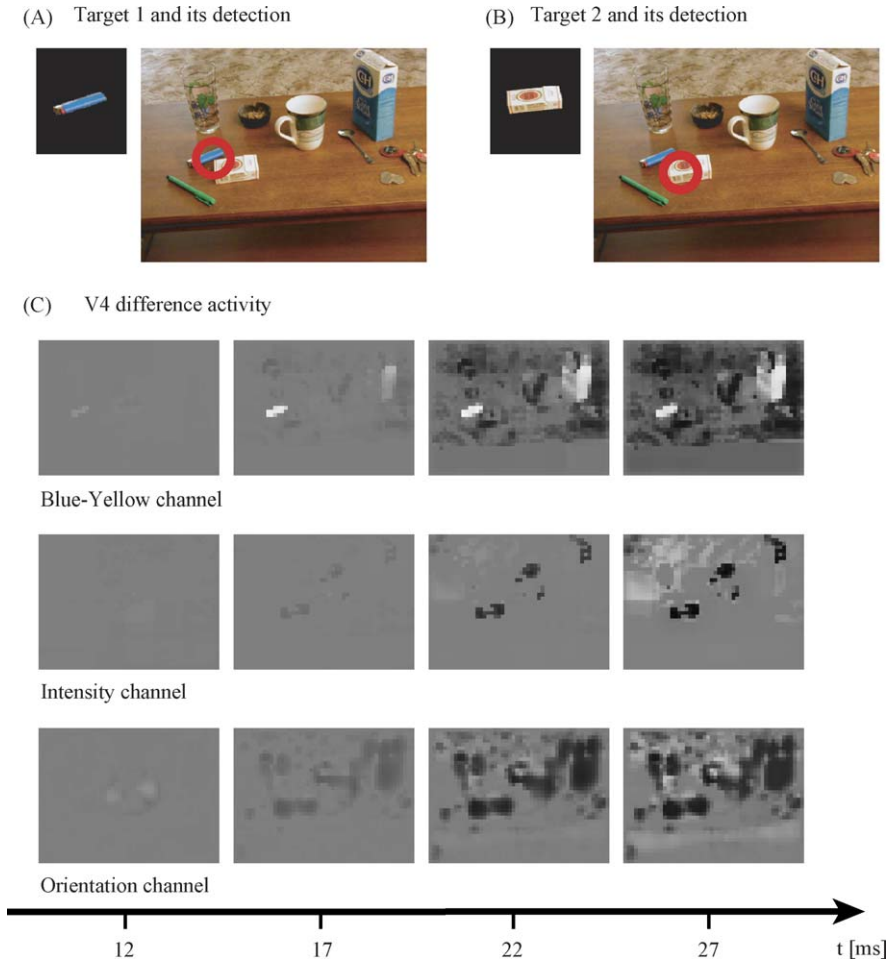 (A) Target 1 and its detection
(B) Target 2 and its detection
(C) V4 difference activity
Blue-Yellow channel
Intensity channel
Orientation channel
12 17 22 27 t [ms]